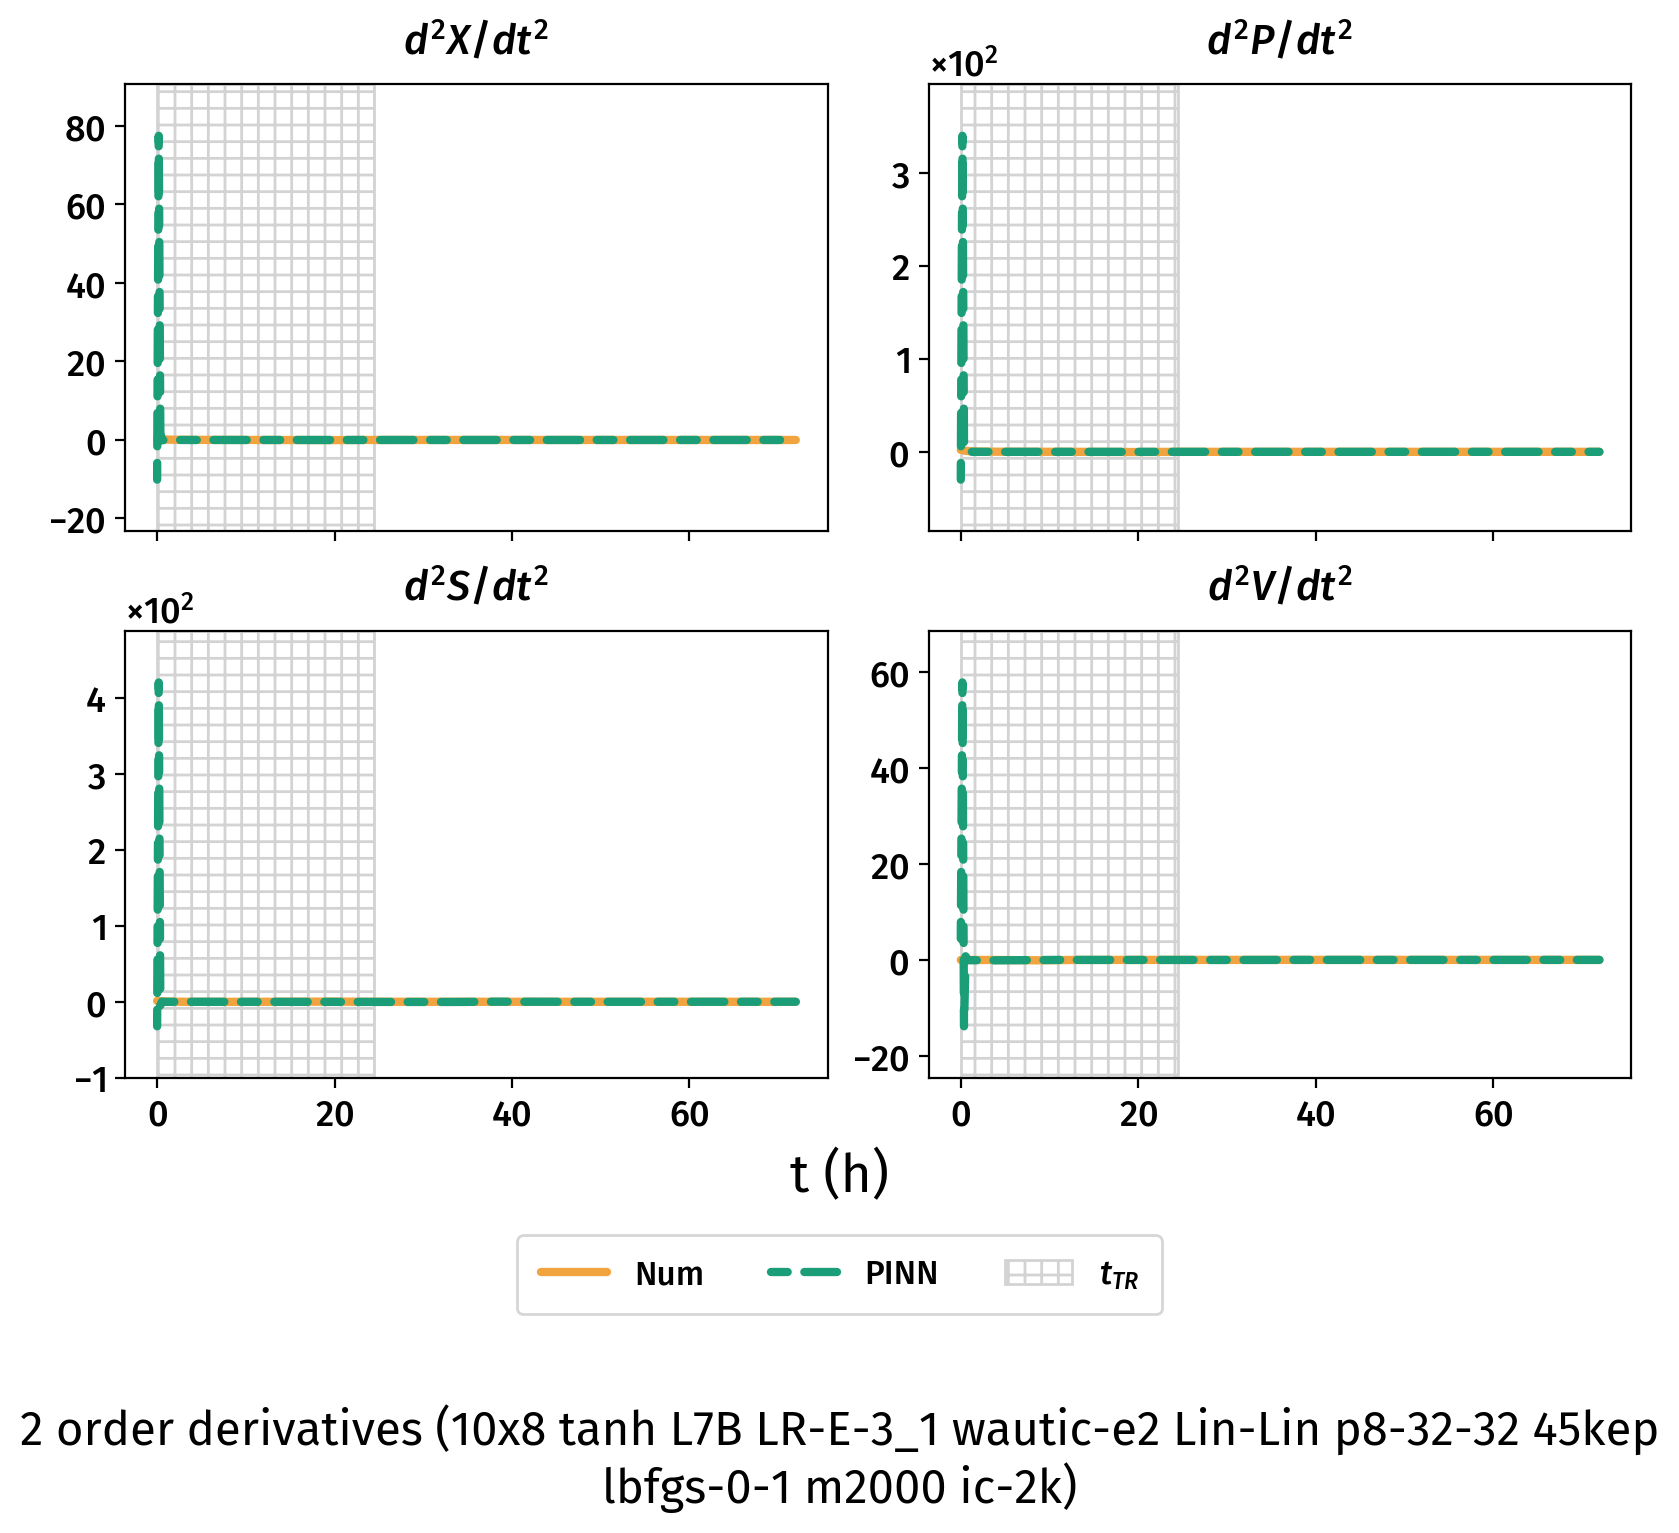 d²X/dt²
80
60
40
20
0
−20
d²P/dt²
×10²
3
2
1
0
d²S/dt²
×10²
4
3
2
1
0
−1
0 20 40 60
d²V/dt²
60
40
20
0
−20
0 20 40 60
t (h)
Num PINN t_TR
2 order derivatives (10x8 tanh L7B LR-E-3_1 wautic-e2 Lin-Lin p8-32-32 45kep
lbfgs-0-1 m2000 ic-2k)